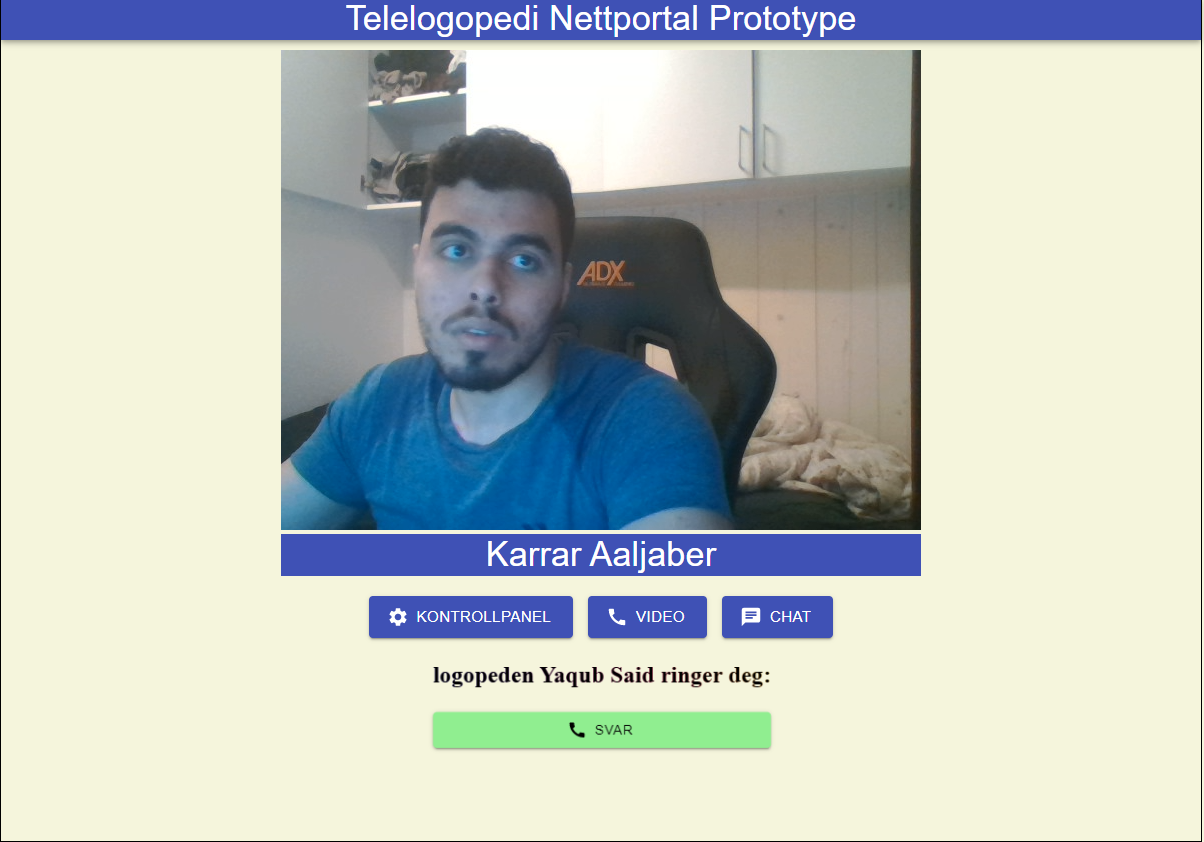 Telelogopedi Nettportal Prototype
ADX
Karrar Aaljaber
KONTROLLPANEL VIDEO CHAT
logopeden Yaqub Said ringer deg:
SVAR